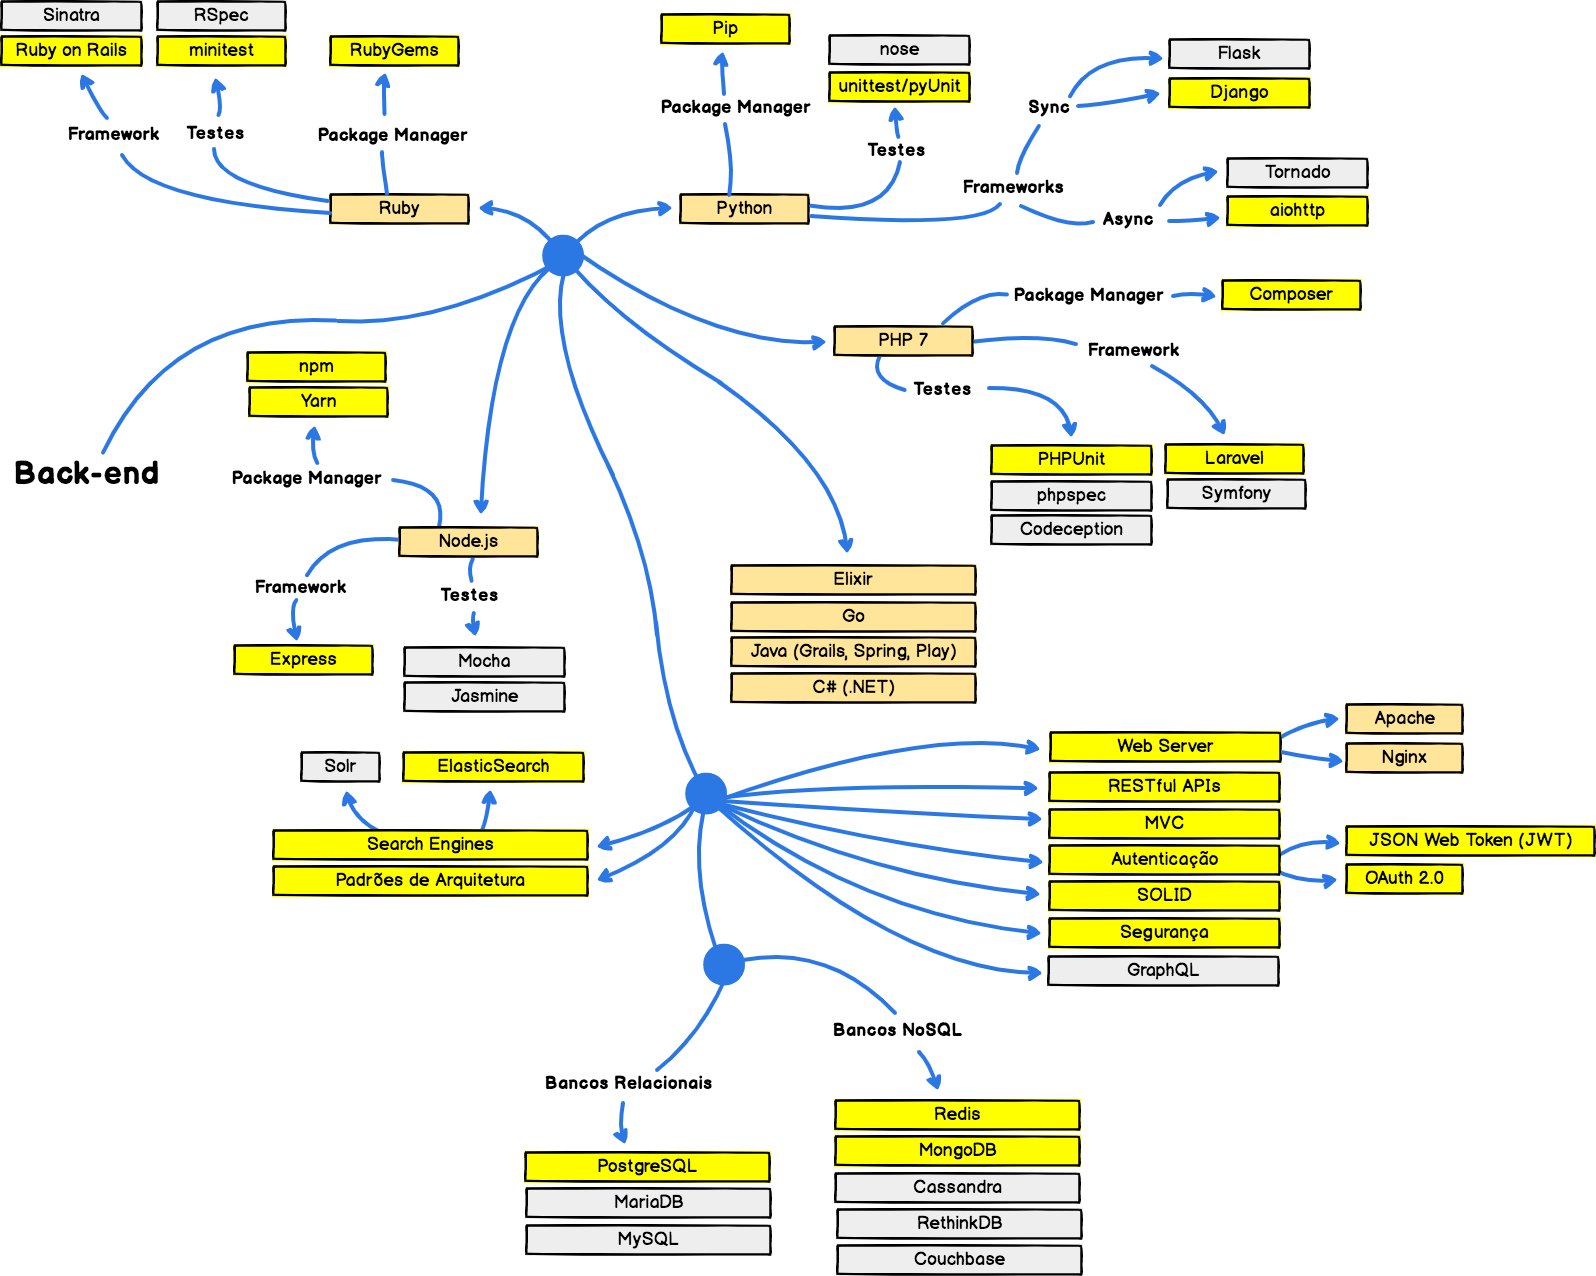 Sinatra
Ruby on Rails
RSpec
minitest
RubyGems
Framework
Testes
Package Manager
Ruby
Pip
Package Manager
nose
unittest/pyUnit
Testes
Python
Frameworks
Sync
Flask
Django
Async
Tornado
aiohttp
Package Manager
Composer
PHP 7
Framework
Testes
PHPUnit
phpspec
Codeception
Laravel
Symfony
Back-end
npm
Yarn
Package Manager
Node.js
Framework
Express
Testes
Mocha
Jasmine
Elixir
Go
Java (Grails, Spring, Play)
C# (.NET)
Solr
ElasticSearch
Search Engines
Padrões de Arquitetura
Web Server
Apache
Nginx
RESTful APIs
MVC
Autenticação
JSON Web Token (JWT)
OAuth 2.0
SOLID
Segurança
GraphQL
Bancos Relacionais
PostgreSQL
MariaDB
MySQL
Bancos NoSQL
Redis
MongoDB
Cassandra
RethinkDB
Couchbase